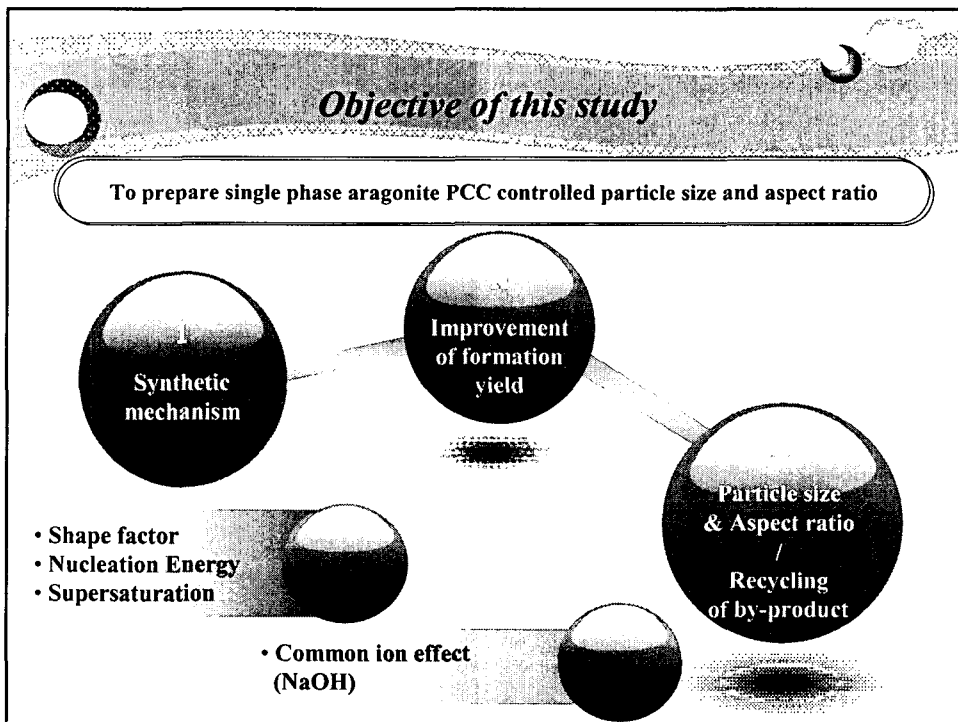 Objective of this study
To prepare single phase aragonite PCC controlled particle size and aspect ratio
1
Synthetic
mechanism
Improvement
of formation
yield
Particle size
& Aspect ratio
/
Recycling
of by-product
• Shape factor
• Nucleation Energy
• Supersaturation
• Common ion effect
(NaOH)